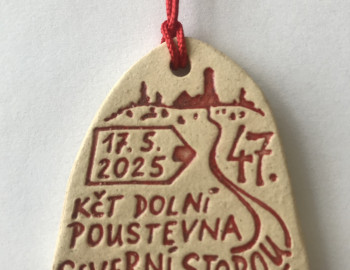 17. 5.
2025
47.
KČT DOLNÍ
POUSTEVNA
SEVERNÍ STOPOU